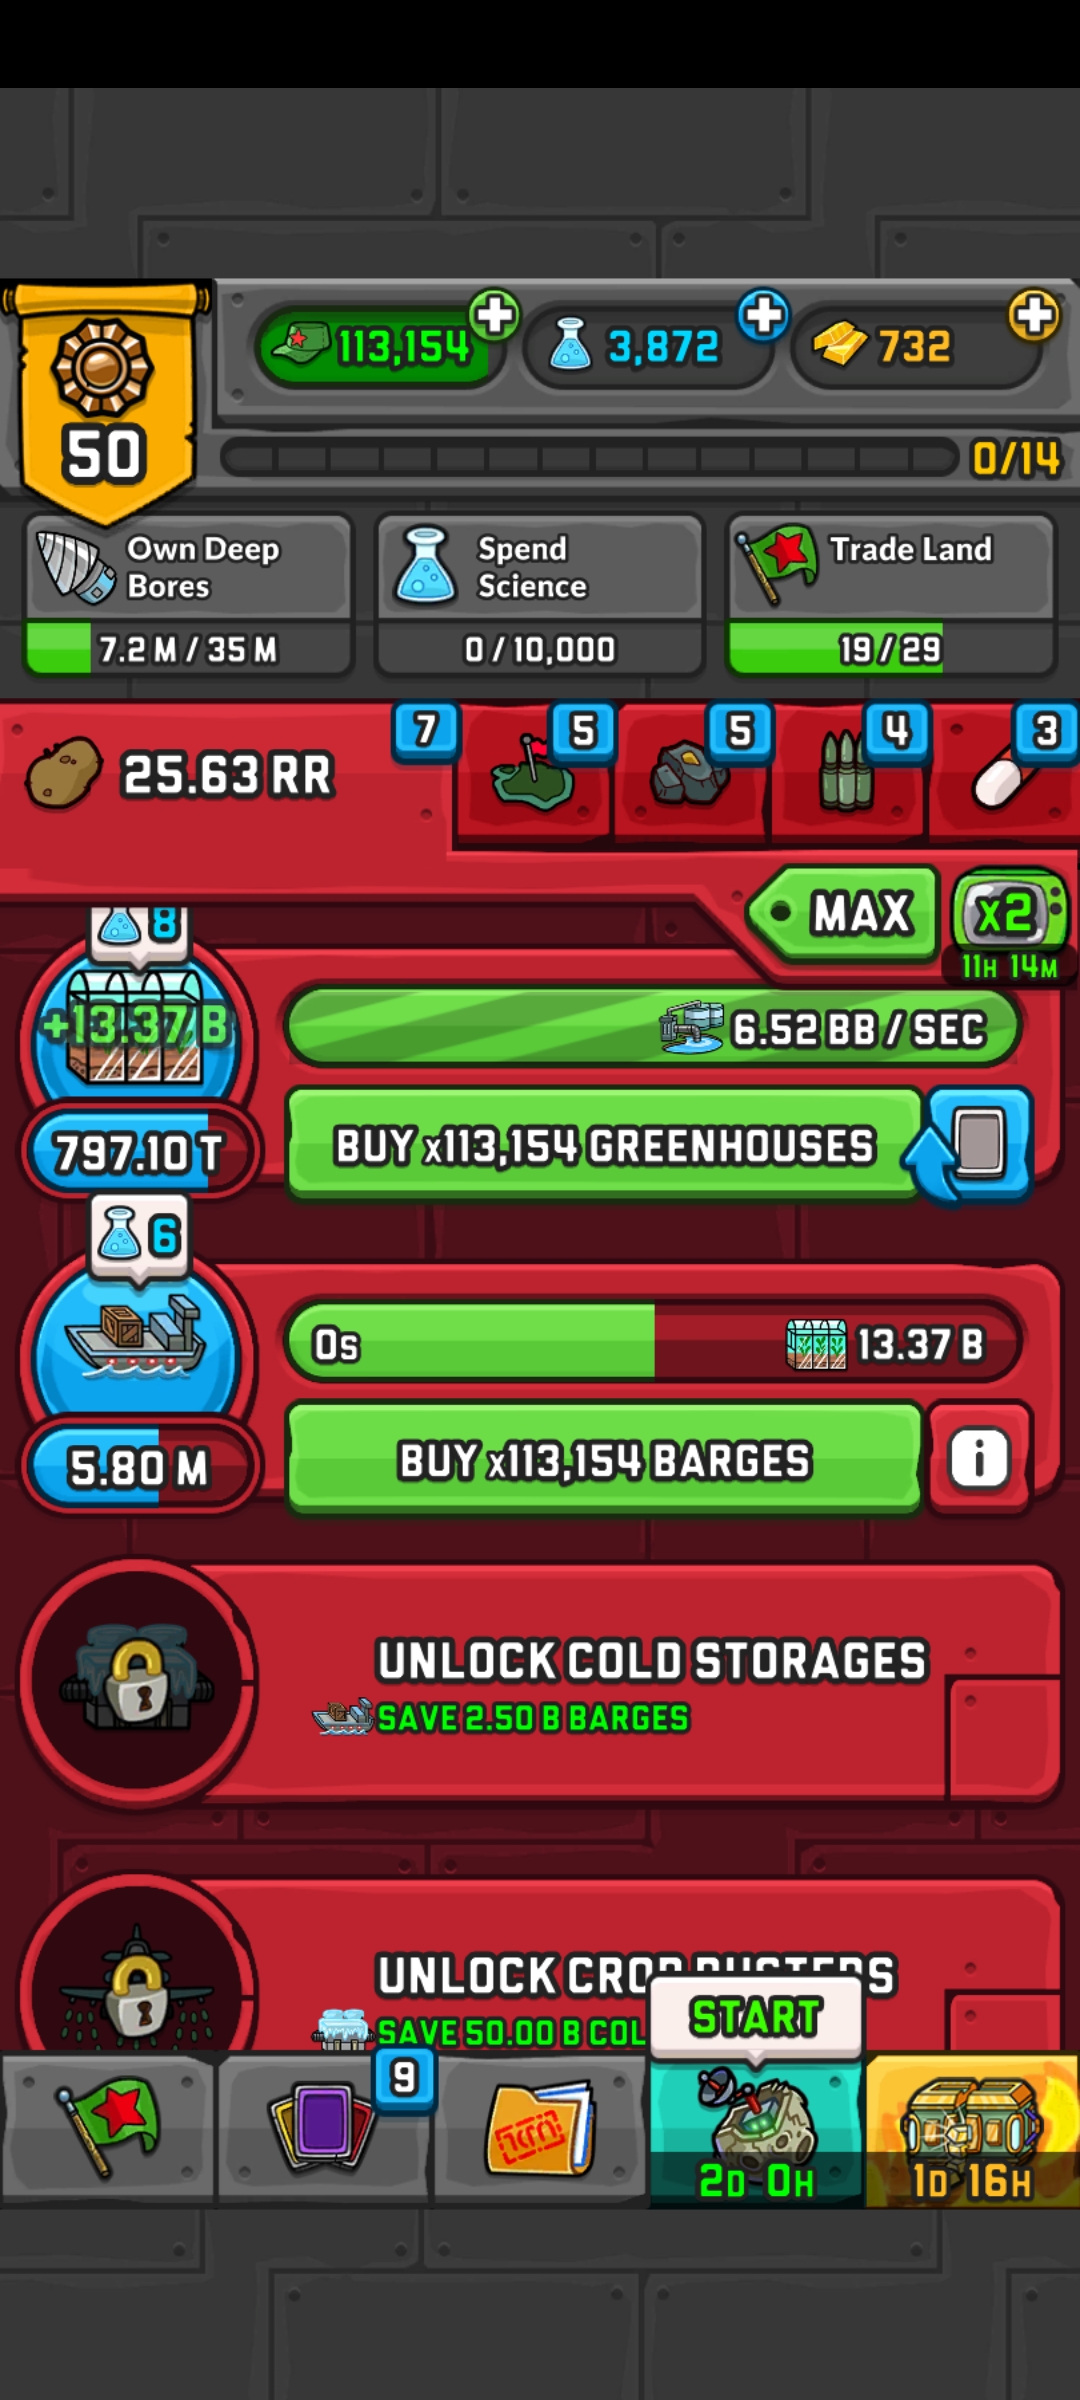 50
113,154
3,872
732
0/14
Own Deep
Bores
7.2 M / 35 M
Spend
Science
0 / 10,000
Trade Land
19 / 29
25.63 RR
7
5
5
4
3
MAX
x2
11H 14M
8
+13.37 B
797.10 T
6.52 BB / SEC
BUY x113,154 GREENHOUSES
6
0s
13.37 B
5.80 M
BUY x113,154 BARGES
i
UNLOCK COLD STORAGES
SAVE 2.50 B BARGES
UNLOCK CROP DUSTERS
SAVE 50.00 B COL
START
9
2D 0H
1D 16H